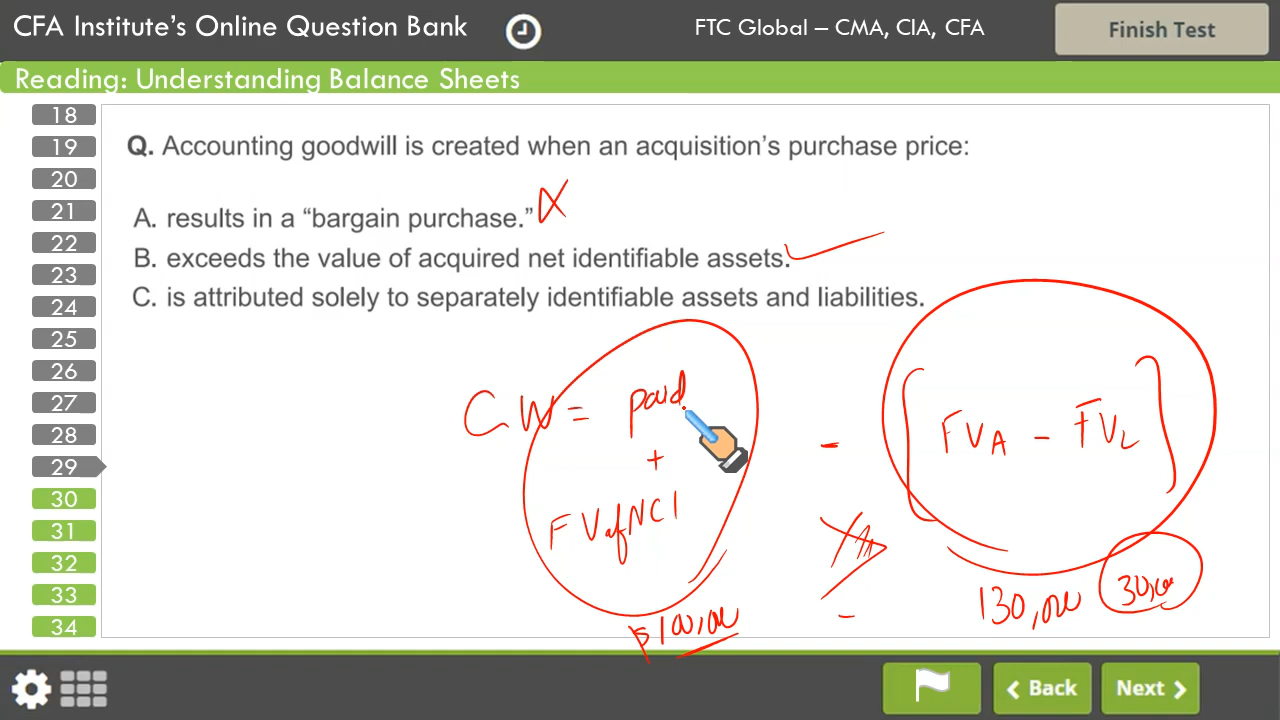 CFA Institute's Online Question Bank
FTC Global – CMA, CIA, CFA
Finish Test
Reading: Understanding Balance Sheets
18
19
20
21
22
23
24
25
26
27
28
29
30
31
32
33
34
Q. Accounting goodwill is created when an acquisition's purchase price:
A. results in a "bargain purchase."
B. exceeds the value of acquired net identifiable assets.
C. is attributed solely to separately identifiable assets and liabilities.
GW = paid
+
FV of NCI
- [FVA - FVL]
-
130,000
Back
Next